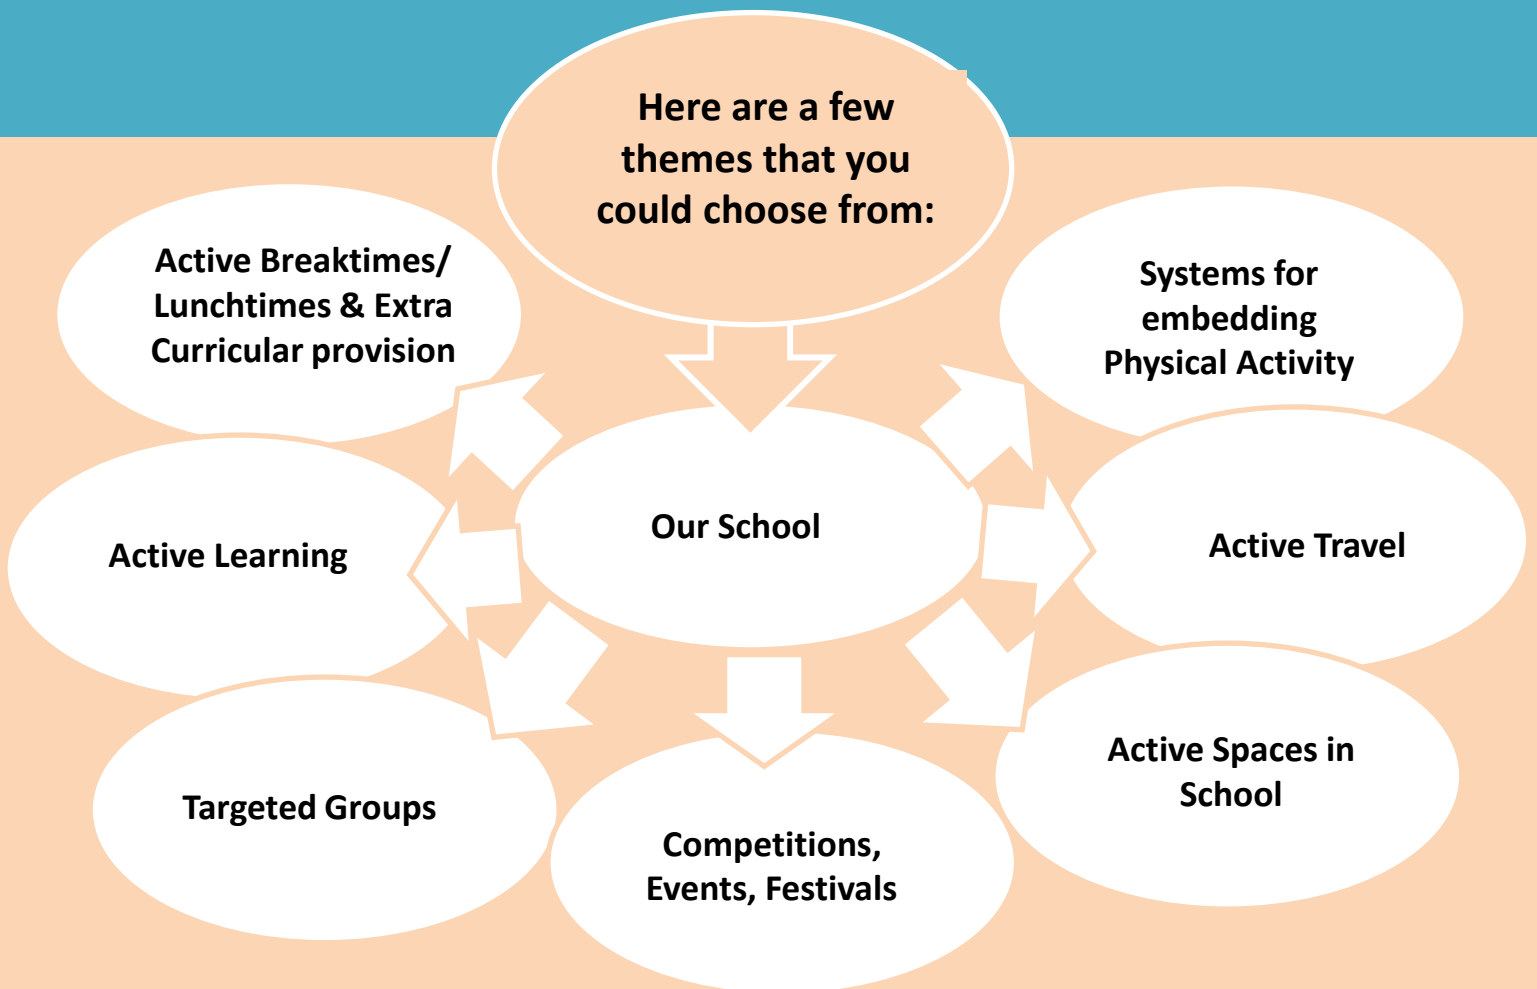 Here are a few
themes that you
could choose from:
Active Breaktimes/
Lunchtimes & Extra
Curricular provision
Systems for
embedding
Physical Activity
Our School
Active Learning
Active Travel
Targeted Groups
Competitions,
Events, Festivals
Active Spaces in
School